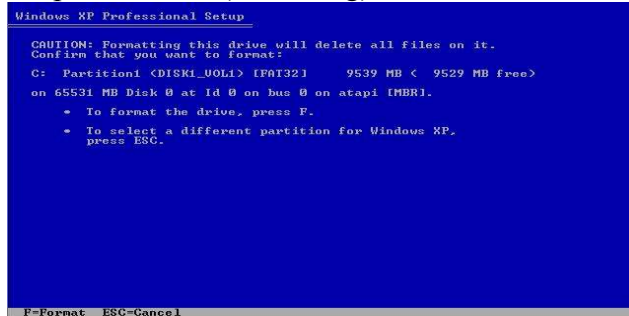 Windows XP Professional Setup
CAUTION: Formatting this drive will delete all files on it.
Confirm that you want to format:
C: Partition1 (DISK1_VOL1) [FAT32] 9539 MB ( 9529 MB free)
on 65531 MB Disk 0 at Id 0 on bus 0 on atapi [MBR].
• To format the drive, press F.
• To select a different partition for Windows XP,
press ESC.
F=Format ESC=Cancel